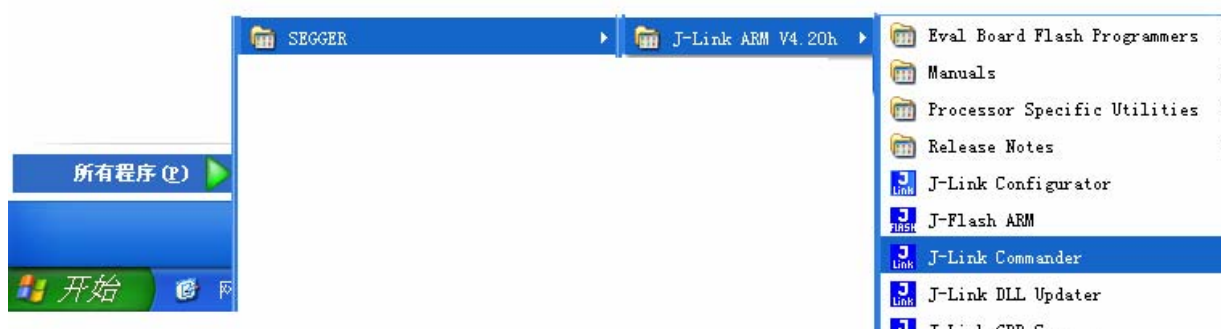 SEGGER
J-Link ARM V4.20h
Eval Board Flash Programmers
Manuals
Processor Specific Utilities
Release Notes
J-Link Configurator
J-Flash ARM
J-Link Commander
J-Link DLL Updater
所有程序(P)
开始